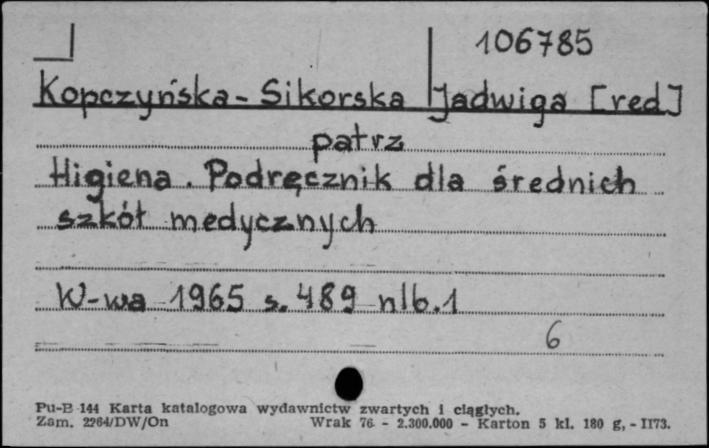 106785
Kopczyńska-Sikorska Jadwiga [red]
patrz
Higiena. Podręcznik dla średnich
szkół medycznych
W-wa 1965 s. 489 nlb.1
6
Pu-B 144 Karta katalogowa wydawnictw zwartych i ciągłych.
Zam. 2264/DW/On Wrak 76 - 2.300.000 - Karton 5 kl. 180 g, - II73.